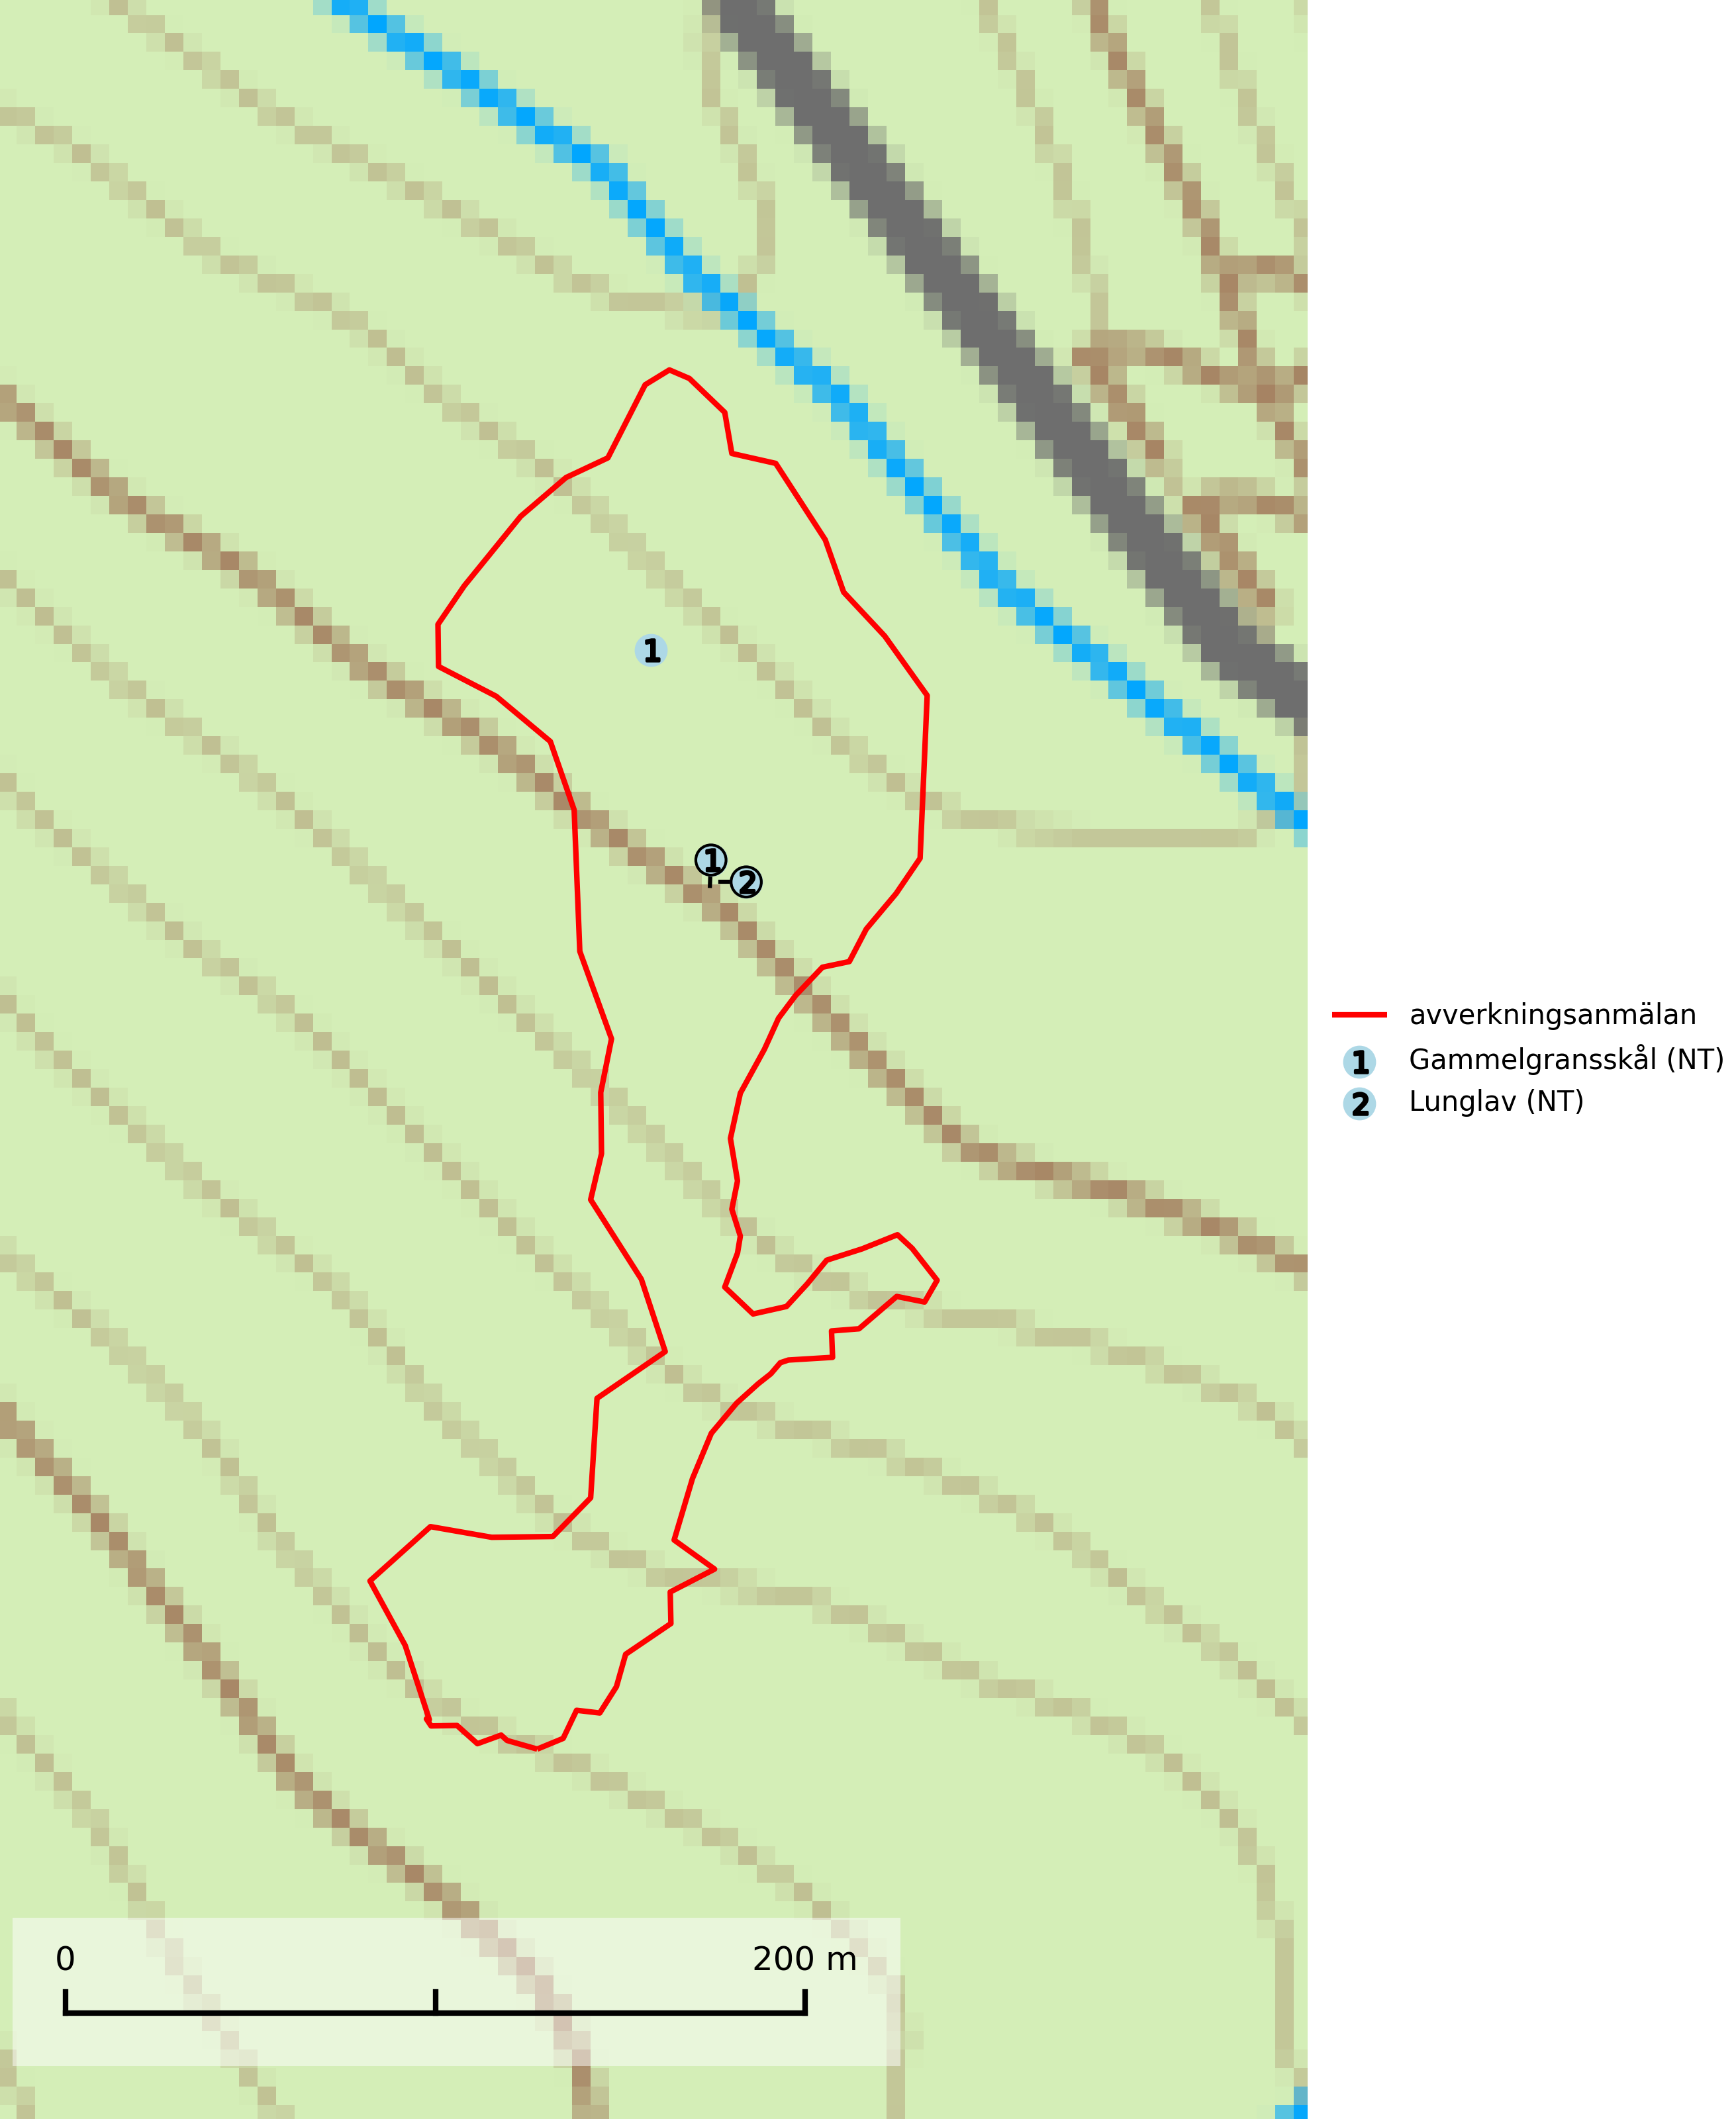 1
1
2
avverkningsanmälan
1 Gammelgransskål (NT)
2 Lunglav (NT)
0 200 m